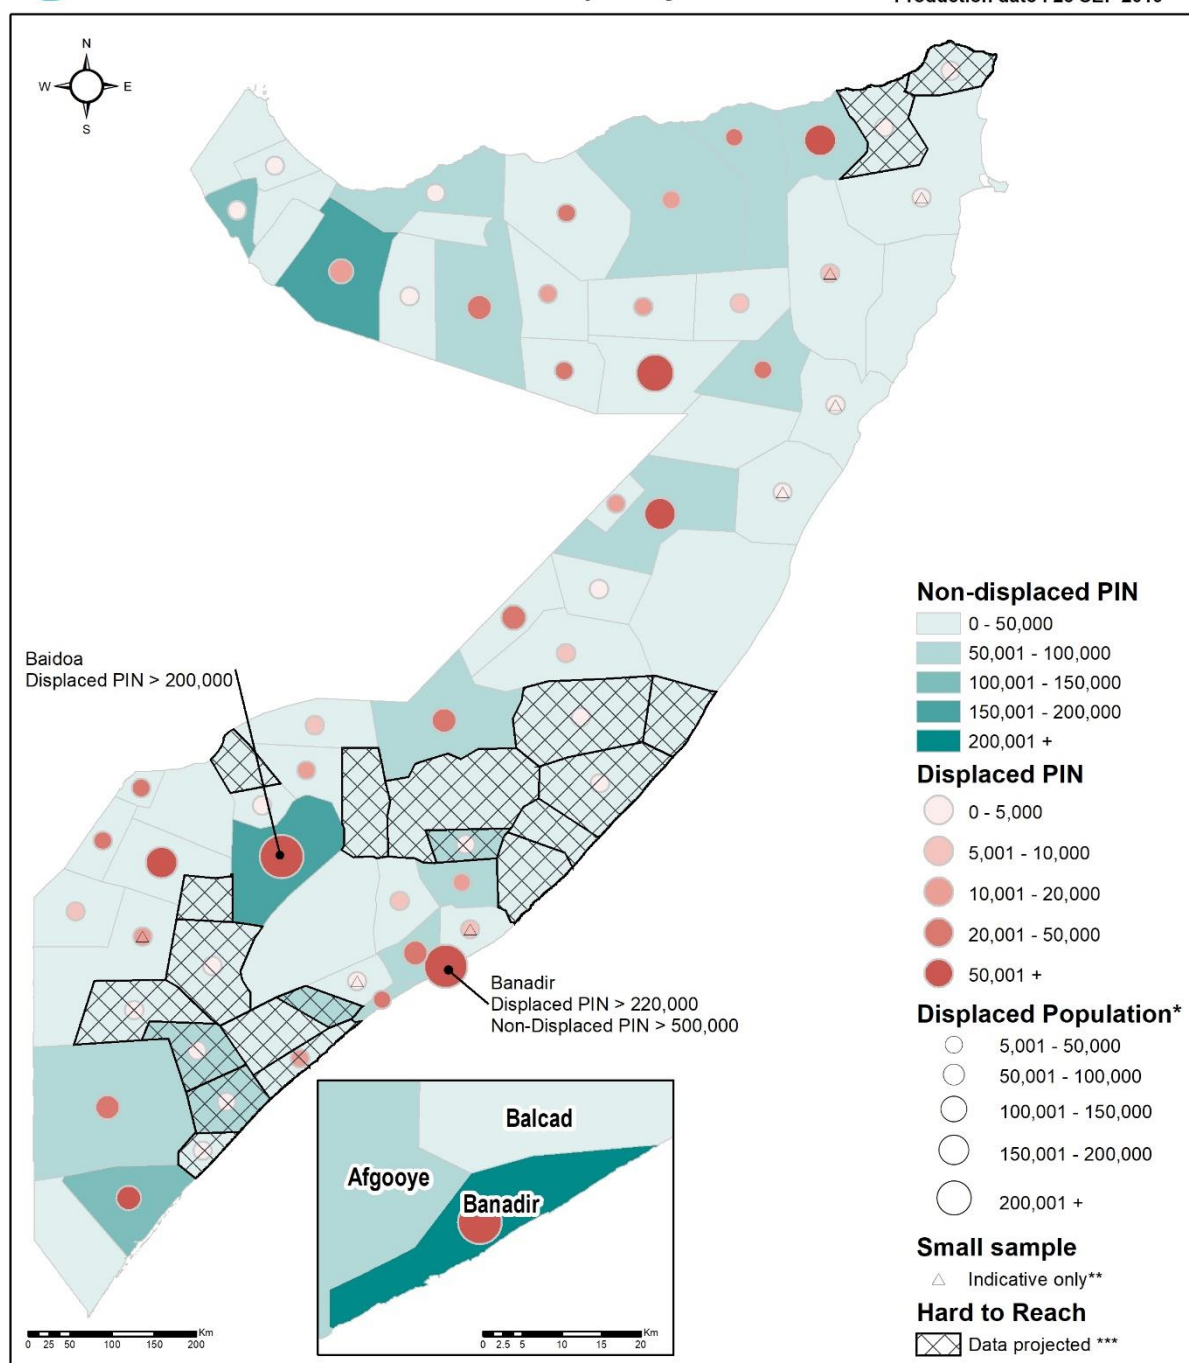 N
W E
S
Baidoa
Displaced PIN > 200,000
Banadir
Displaced PIN > 220,000
Non-Displaced PIN > 500,000
Non-displaced PIN
0 - 50,000
50,001 - 100,000
100,001 - 150,000
150,001 - 200,000
200,001 +
Displaced PIN
0 - 5,000
5,001 - 10,000
10,001 - 20,000
20,001 - 50,000
50,001 +
Displaced Population*
5,001 - 50,000
50,001 - 100,000
100,001 - 150,000
150,001 - 200,000
200,001 +
Small sample
Indicative only**
Hard to Reach
Data projected ***
Balcad
Afgooye
Banadir
Km
0 25 50 100 150 200
Km
0 2.5 5 10 15 20